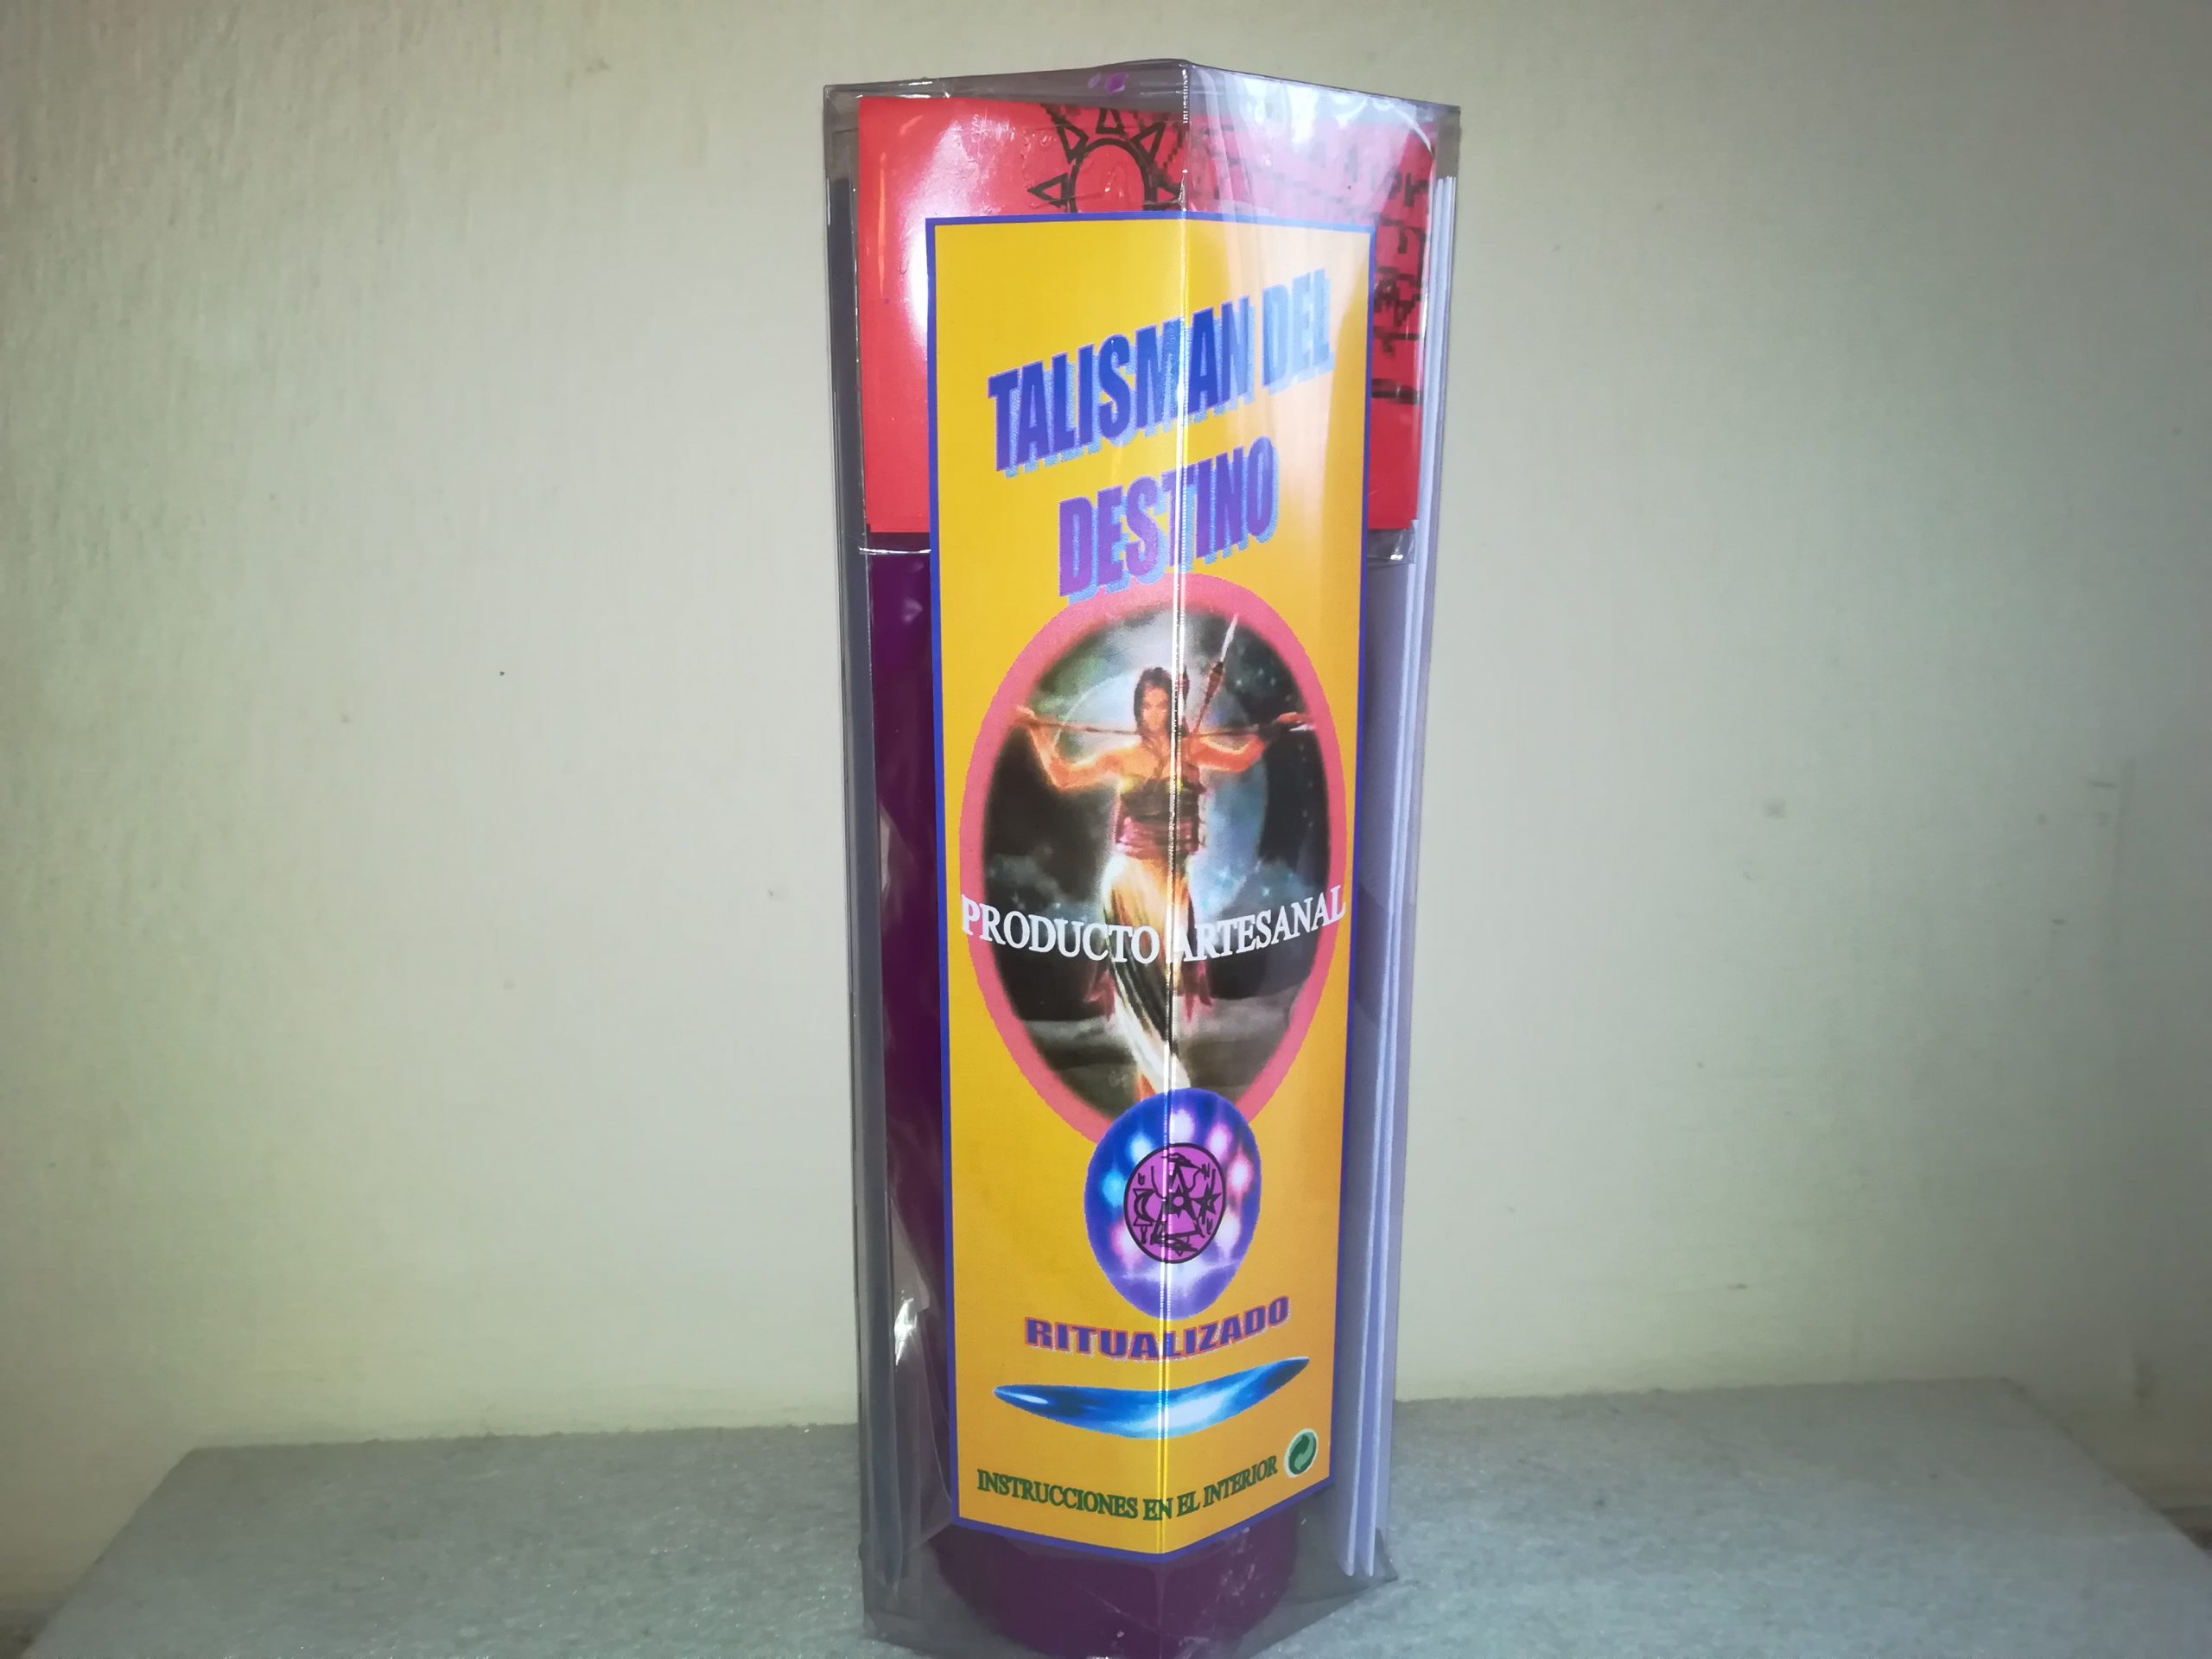 TALISMAN DEL
DESTINO
PRODUCTO ARTESANAL
RITUALIZADO
INSTRUCCIONES EN EL INTERIOR